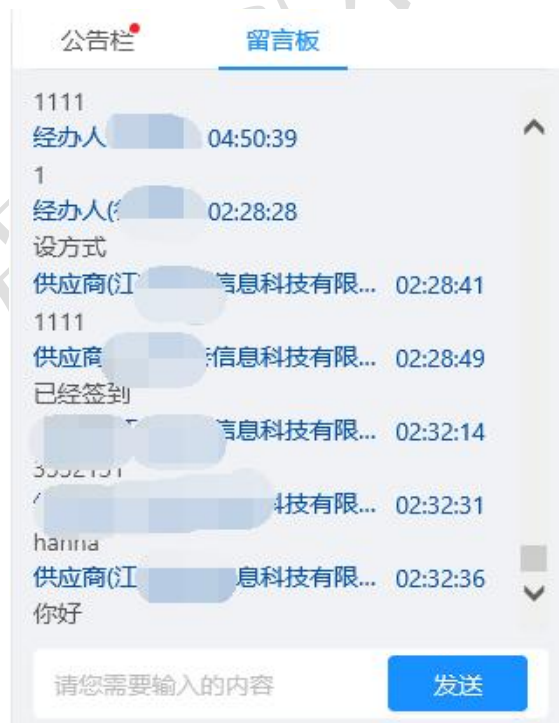 公告栏 留言板
1111
经办人 04:50:39
1
经办人( 02:28:28
设方式
供应商(江 信息科技有限... 02:28:41
1111
供应商 信息科技有限... 02:28:49
已经签到
信息科技有限... 02:32:14
科技有限... 02:32:31
hanna
供应商(江 息科技有限... 02:32:36
你好
请您需要输入的内容 发送